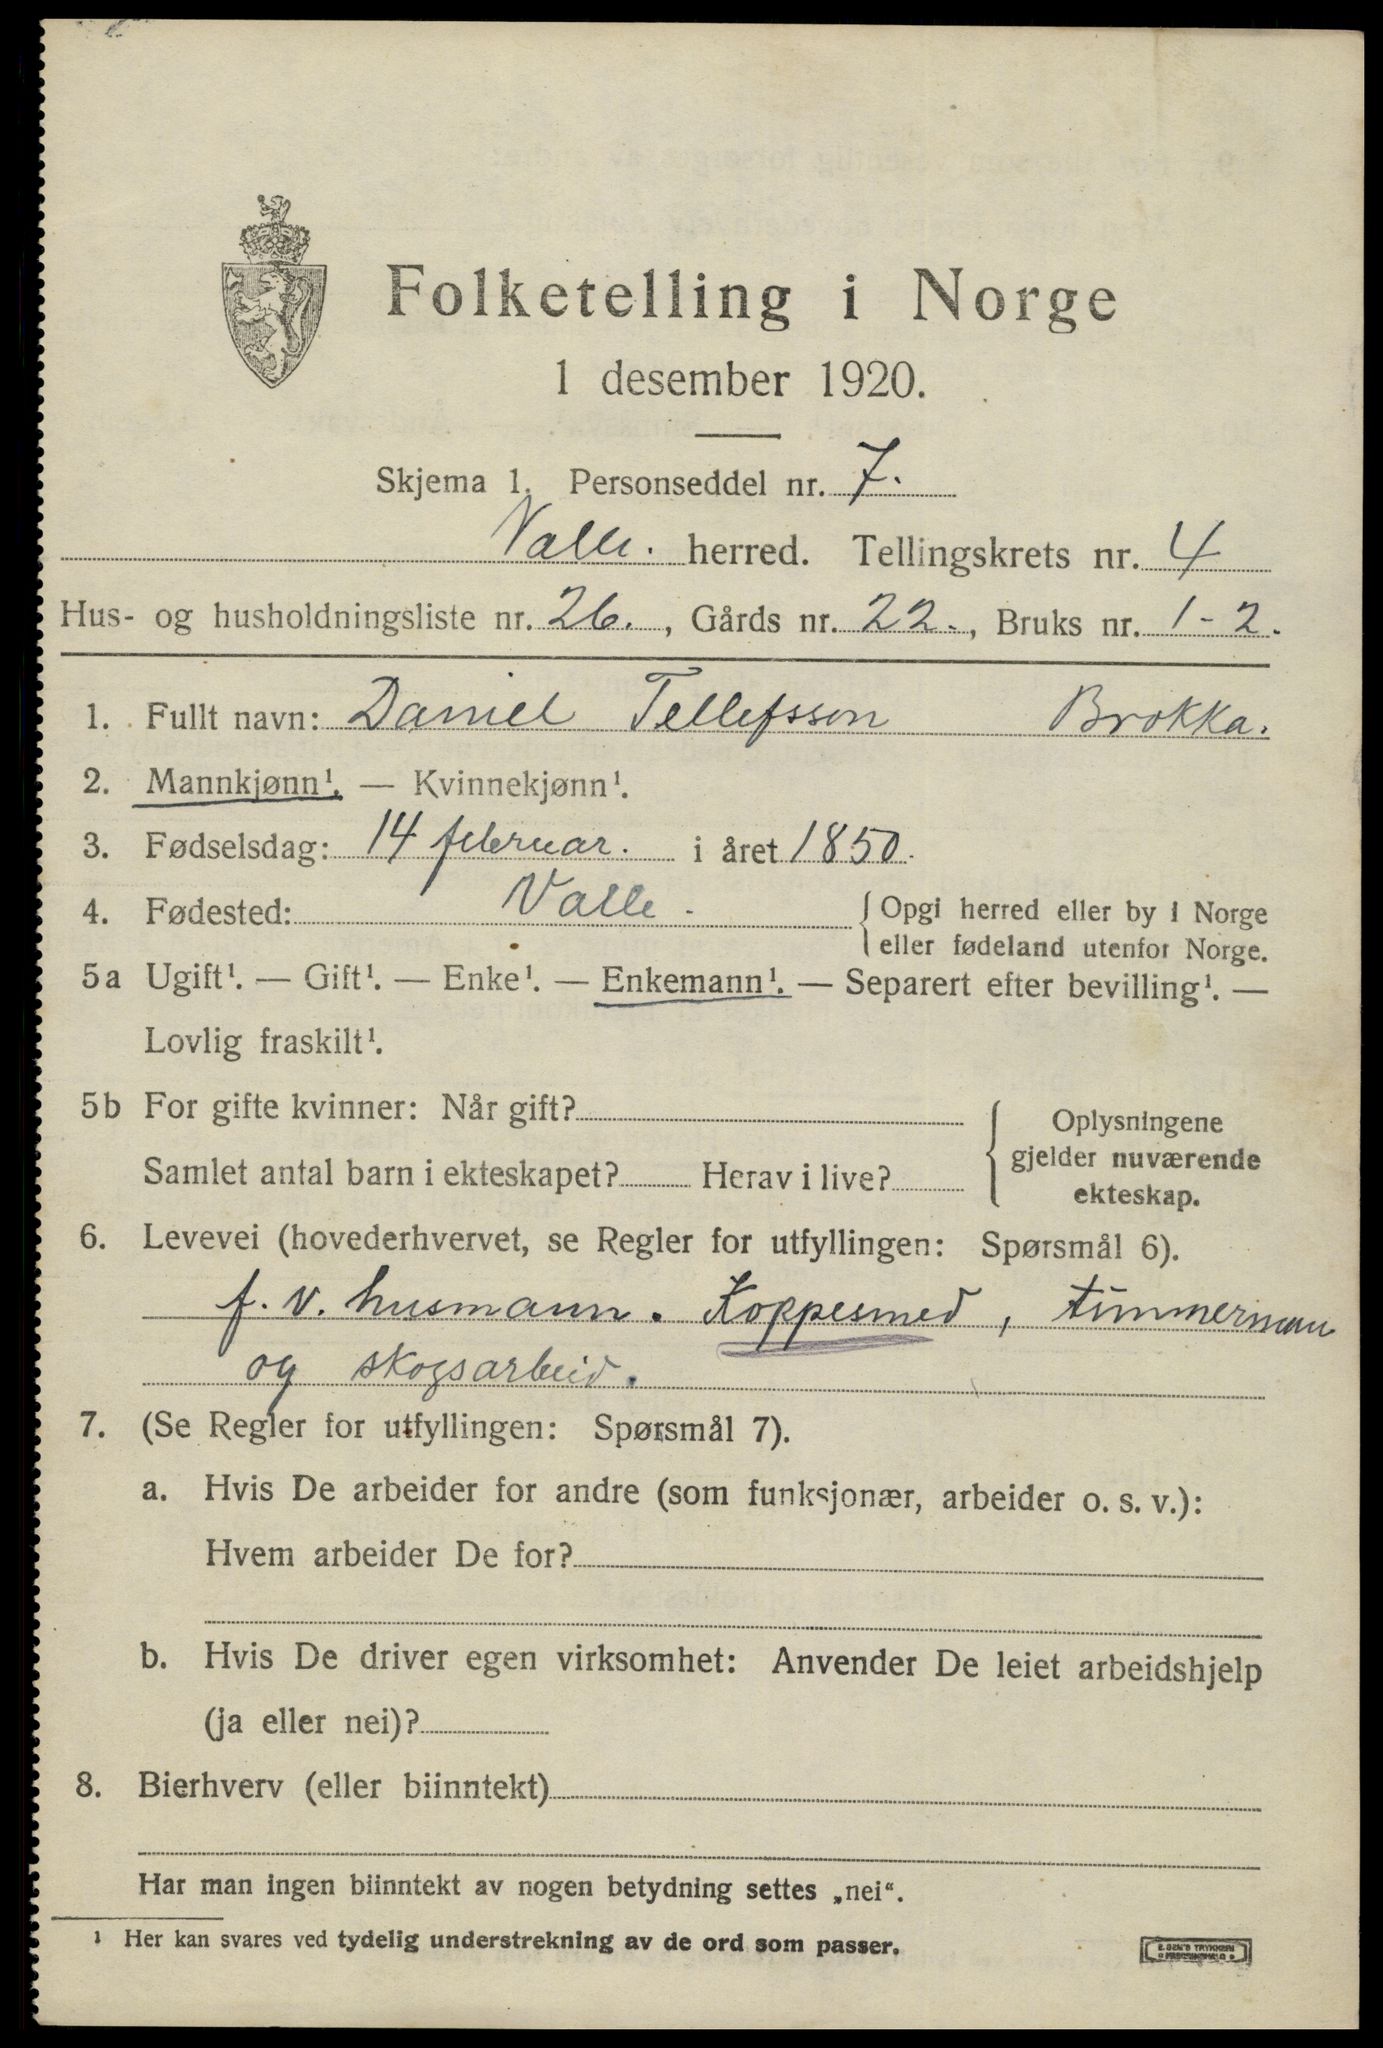 Folketelling i Norge
1 desember 1920.
Skjema 1. Personseddel nr. 7.
Valle. herred. Tellingskrets nr. 4
Hus- og husholdningsliste nr. 26., Gårds nr. 22., Bruks nr. 1-2.
1. Fullt navn: Daniel Tellefsson Brokka.
2. Mannkjønn¹. — Kvinnekjønn¹.
3. Fødselsdag: 14 februar. i året 1850.
4. Fødested: Valle. { Opgi herred eller by i Norge
eller fødeland utenfor Norge.
5a Ugift¹. — Gift¹. — Enke¹. — Enkemann¹. — Separert efter bevilling¹. —
Lovlig fraskilt¹.
5b For gifte kvinner: Når gift?
Samlet antal barn i ekteskapet? Herav i live?
{ Oplysningene
gjelder nuværende
ekteskap.
6. Levevei (hovederhvervet, se Regler for utfyllingen: Spørsmål 6).
f. v. husmann. Koppesmed, timmerman
og skogsarbeid.
7. (Se Regler for utfyllingen: Spørsmål 7).
a. Hvis De arbeider for andre (som funksjonær, arbeider o. s. v.):
Hvem arbeider De for?
b. Hvis De driver egen virksomhet: Anvender De leiet arbeidshjelp
(ja eller nei)?
8. Bierhverv (eller biinntekt)
Har man ingen biinntekt av nogen betydning settes „nei“.
¹ Her kan svares ved tydelig understrekning av de ord som passer.